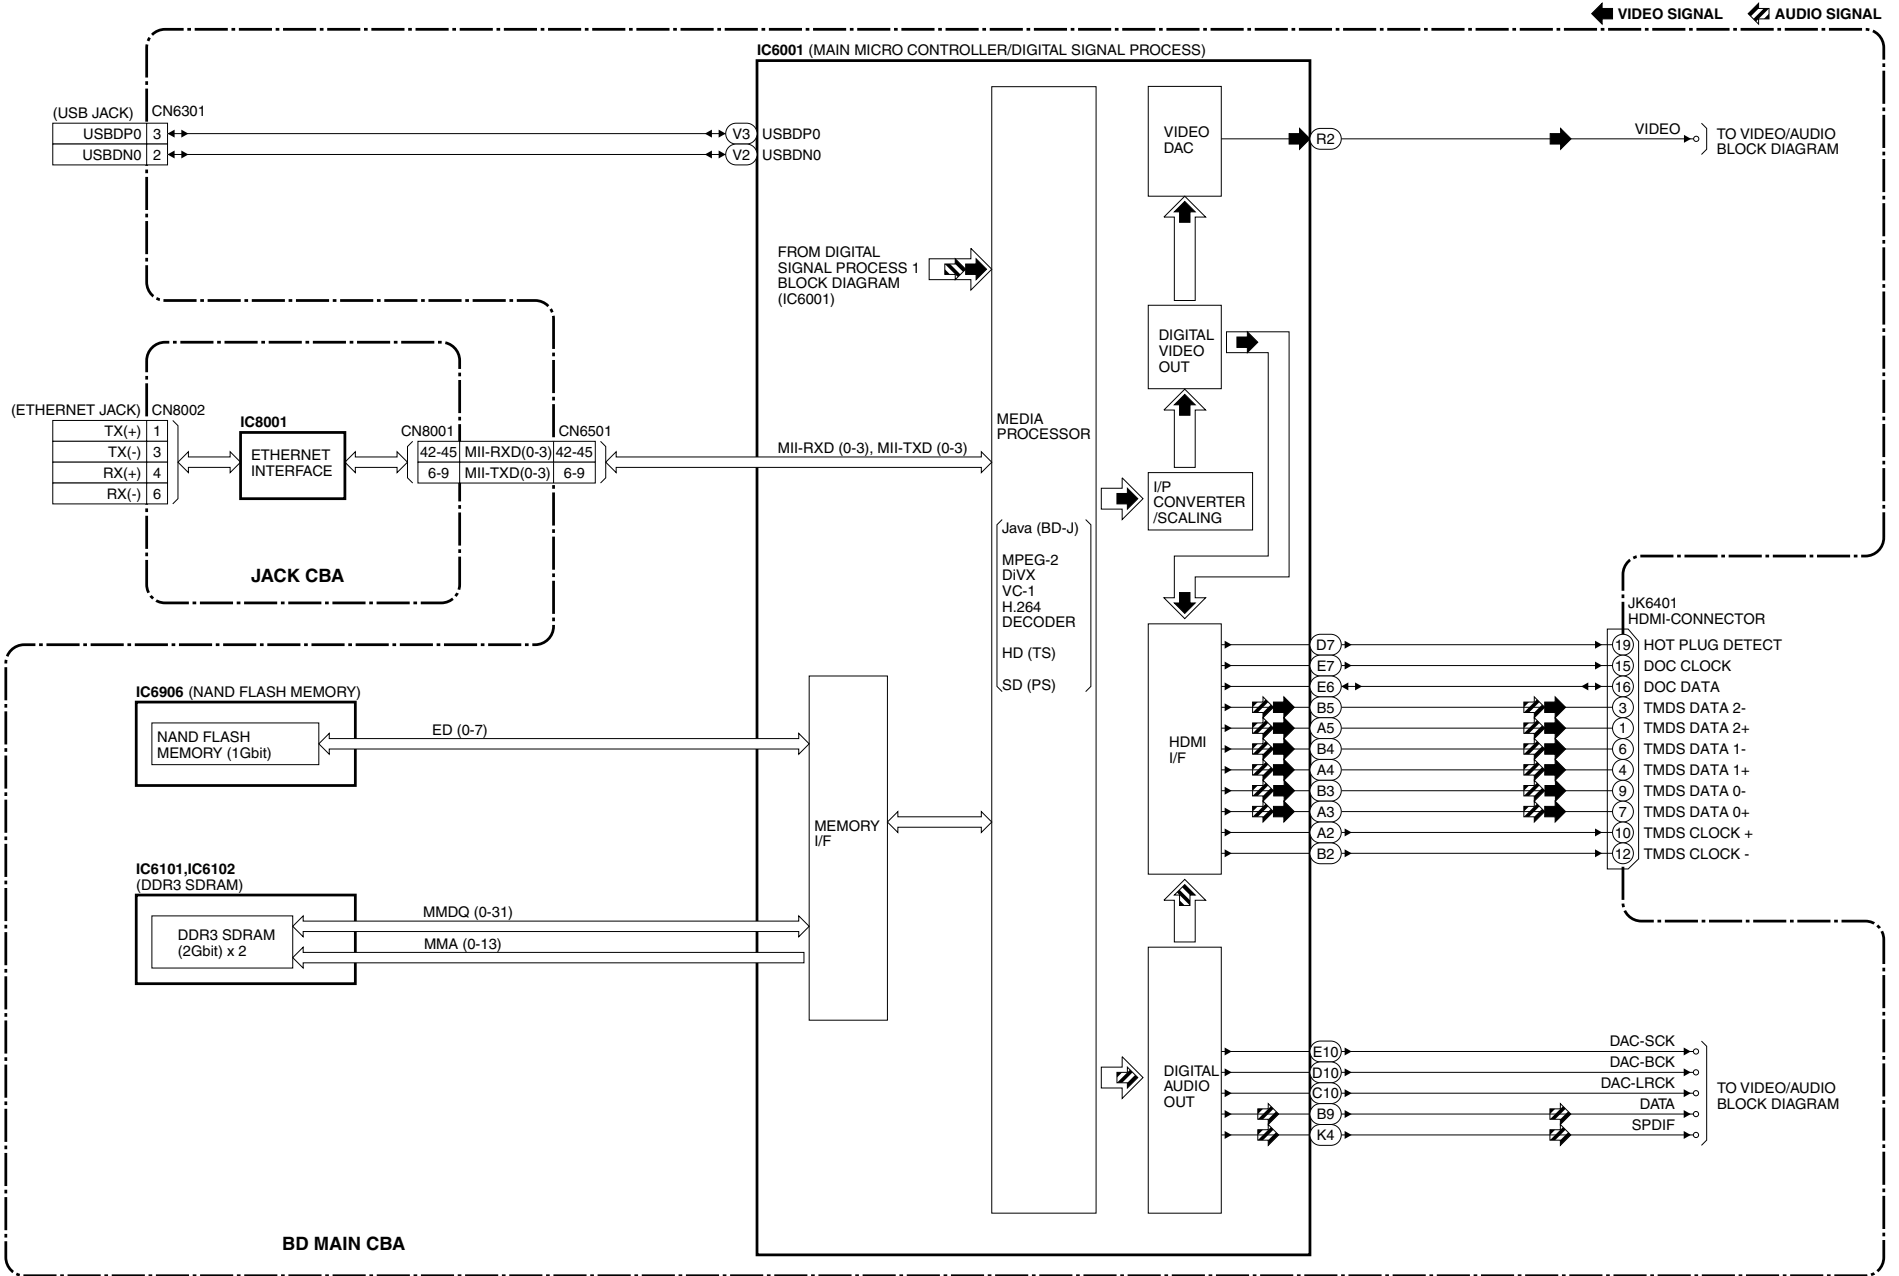 VIDEO SIGNAL AUDIO SIGNAL
IC6001 (MAIN MICRO CONTROLLER/DIGITAL SIGNAL PROCESS)
(USB JACK) CN6301
USBDP0 3
USBDN0 2
V3 USBDP0
V2 USBDN0
VIDEO
DAC
R2
VIDEO
TO VIDEO/AUDIO
BLOCK DIAGRAM
FROM DIGITAL
SIGNAL PROCESS 1
BLOCK DIAGRAM
(IC6001)
DIGITAL
VIDEO
OUT
(ETHERNET JACK) CN8002
TX(+) 1
TX(-) 3
RX(+) 4
RX(-) 6
IC8001
ETHERNET
INTERFACE
CN8001 CN6501
42-45 MII-RXD(0-3) 42-45
6-9 MII-TXD(0-3) 6-9
MII-RXD (0-3), MII-TXD (0-3)
JACK CBA
MEDIA
PROCESSOR
Java (BD-J)
MPEG-2
DiVX
VC-1
H.264
DECODER
HD (TS)
SD (PS)
I/P
CONVERTER
/SCALING
JK6401
HDMI-CONNECTOR
HDMI
I/F
D7 19 HOT PLUG DETECT
E7 15 DOC CLOCK
E6 16 DOC DATA
B5 3 TMDS DATA 2-
A5 1 TMDS DATA 2+
B4 6 TMDS DATA 1-
A4 4 TMDS DATA 1+
B3 9 TMDS DATA 0-
A3 7 TMDS DATA 0+
A2 10 TMDS CLOCK +
B2 12 TMDS CLOCK -
IC6906 (NAND FLASH MEMORY)
NAND FLASH
MEMORY (1Gbit)
ED (0-7)
MEMORY
I/F
IC6101,IC6102
(DDR3 SDRAM)
DDR3 SDRAM
(2Gbit) x 2
MMDQ (0-31)
MMA (0-13)
DIGITAL
AUDIO
OUT
E10 DAC-SCK
D10 DAC-BCK
C10 DAC-LRCK
B9 DATA
K4 SPDIF
TO VIDEO/AUDIO
BLOCK DIAGRAM
BD MAIN CBA